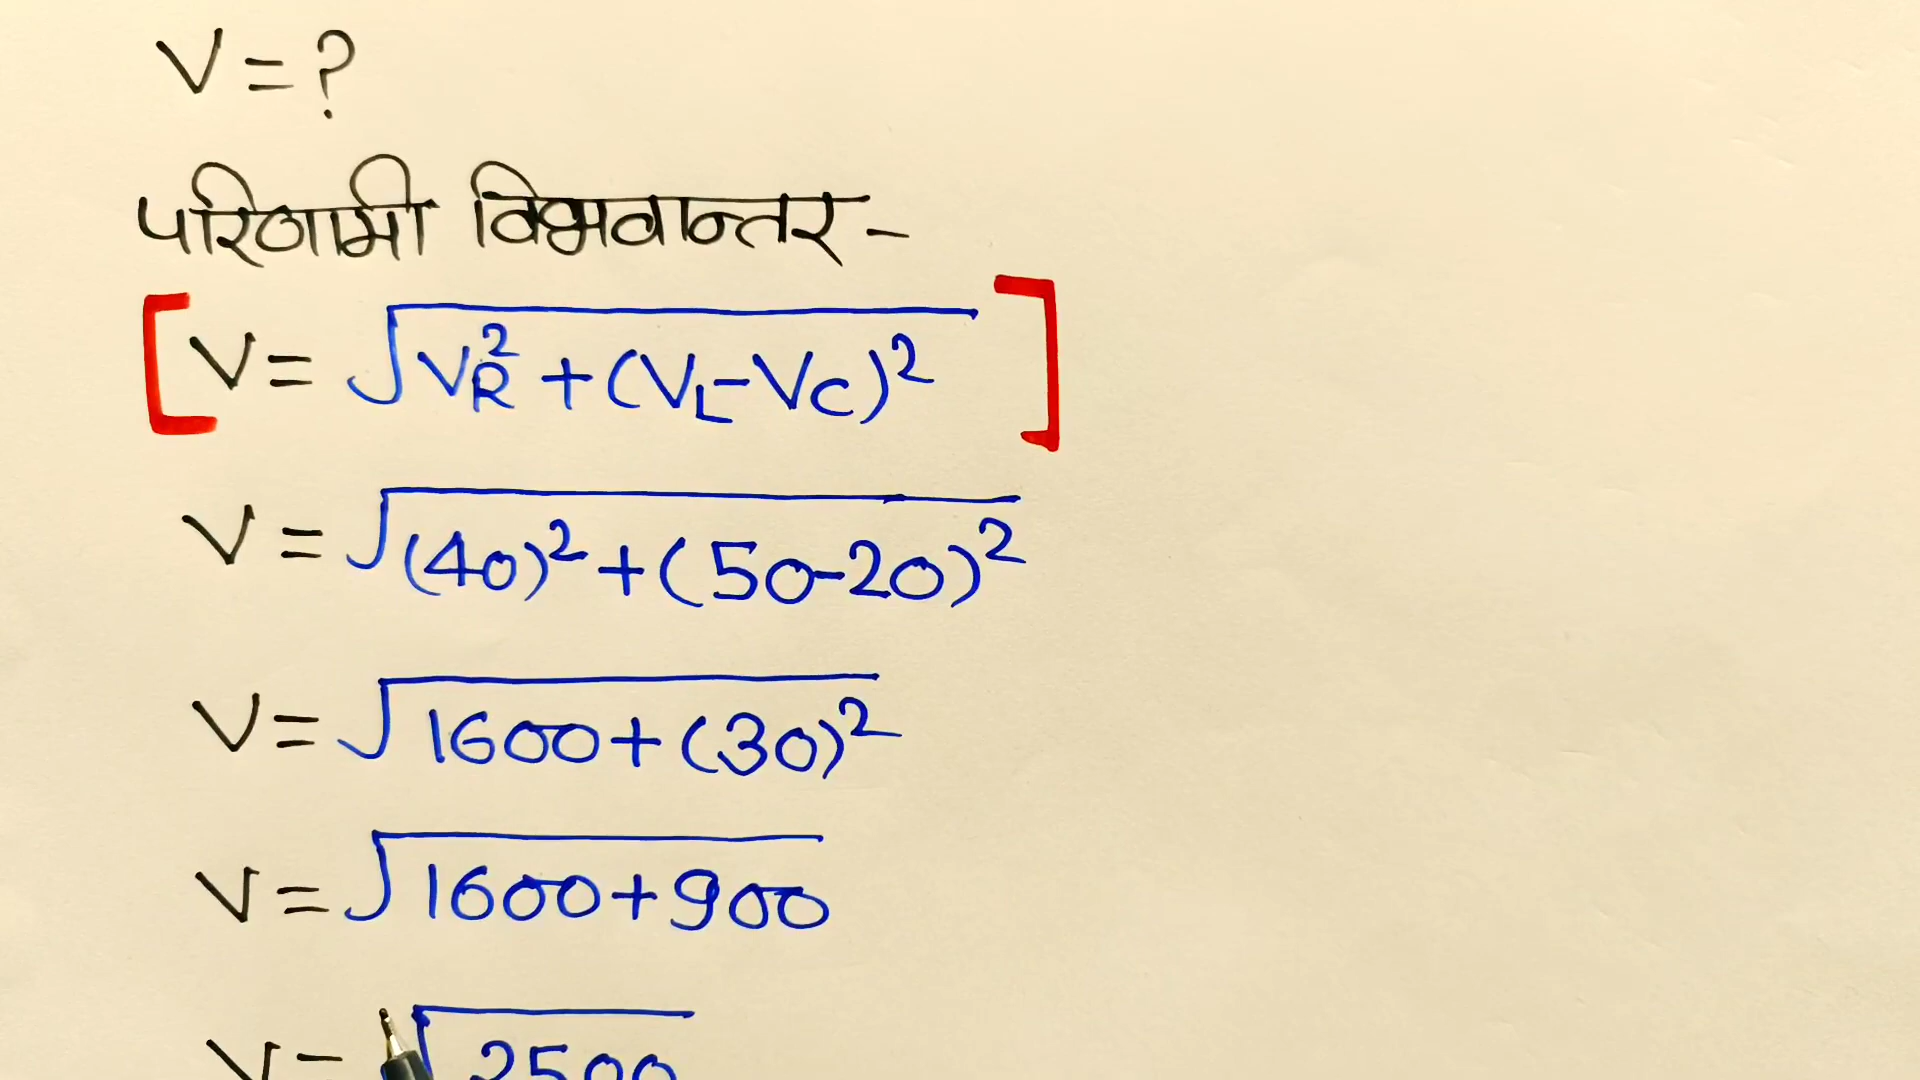 V = ?
परिणामी विभवान्तर -
[ V = √V_R² + (V_L - V_C)² ]
V = √(40)² + (50-20)²
V = √1600 + (30)²
V = √1600 + 900
V = √2500